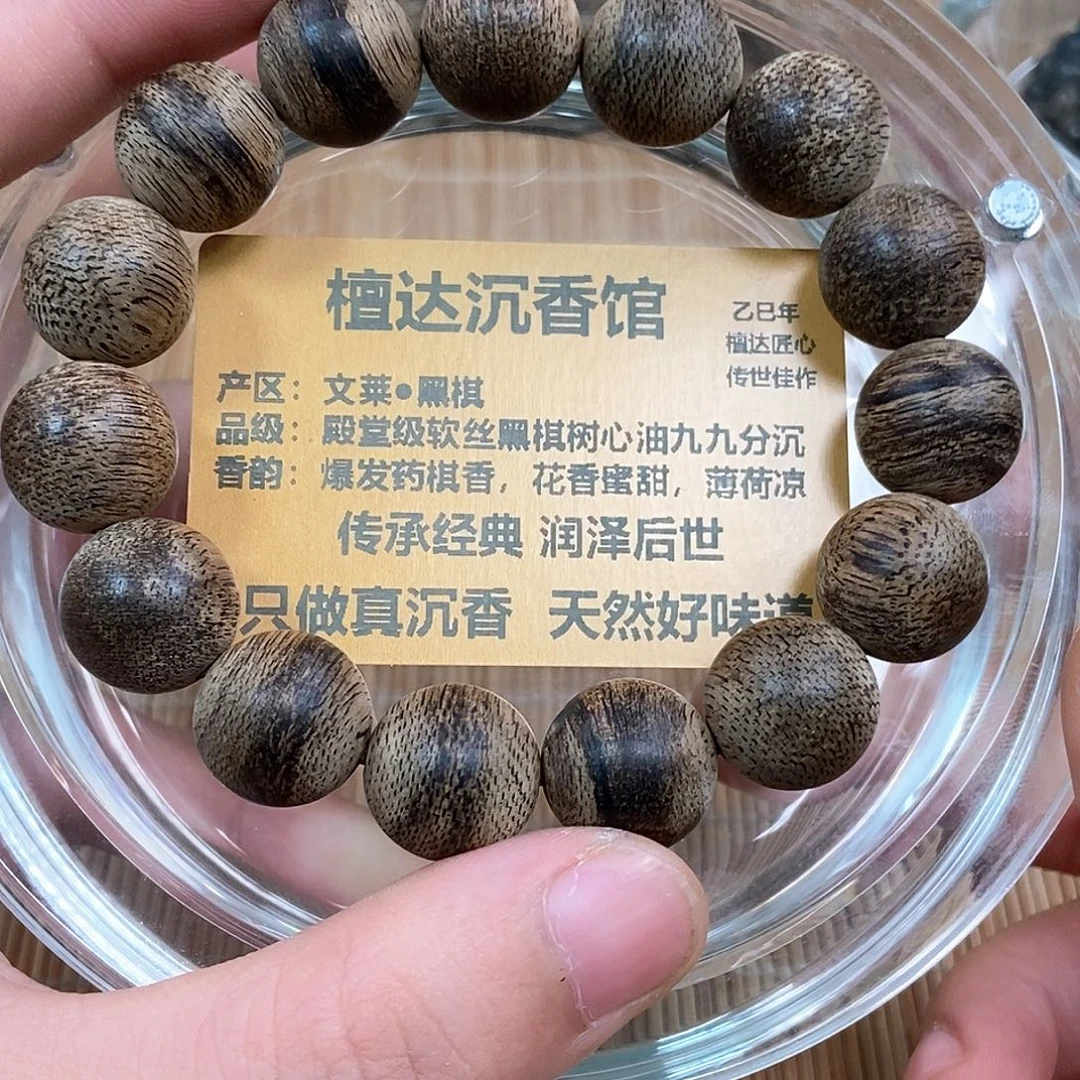 檀达沉香馆
乙巳年
檀达匠心
传世佳作
产区：文莱●黑棋
品级：殿堂级软丝黑棋树心油九九分沉
香韵：爆发药棋香，花香蜜甜，薄荷凉
传承经典 润泽后世
只做真沉香 天然好味道